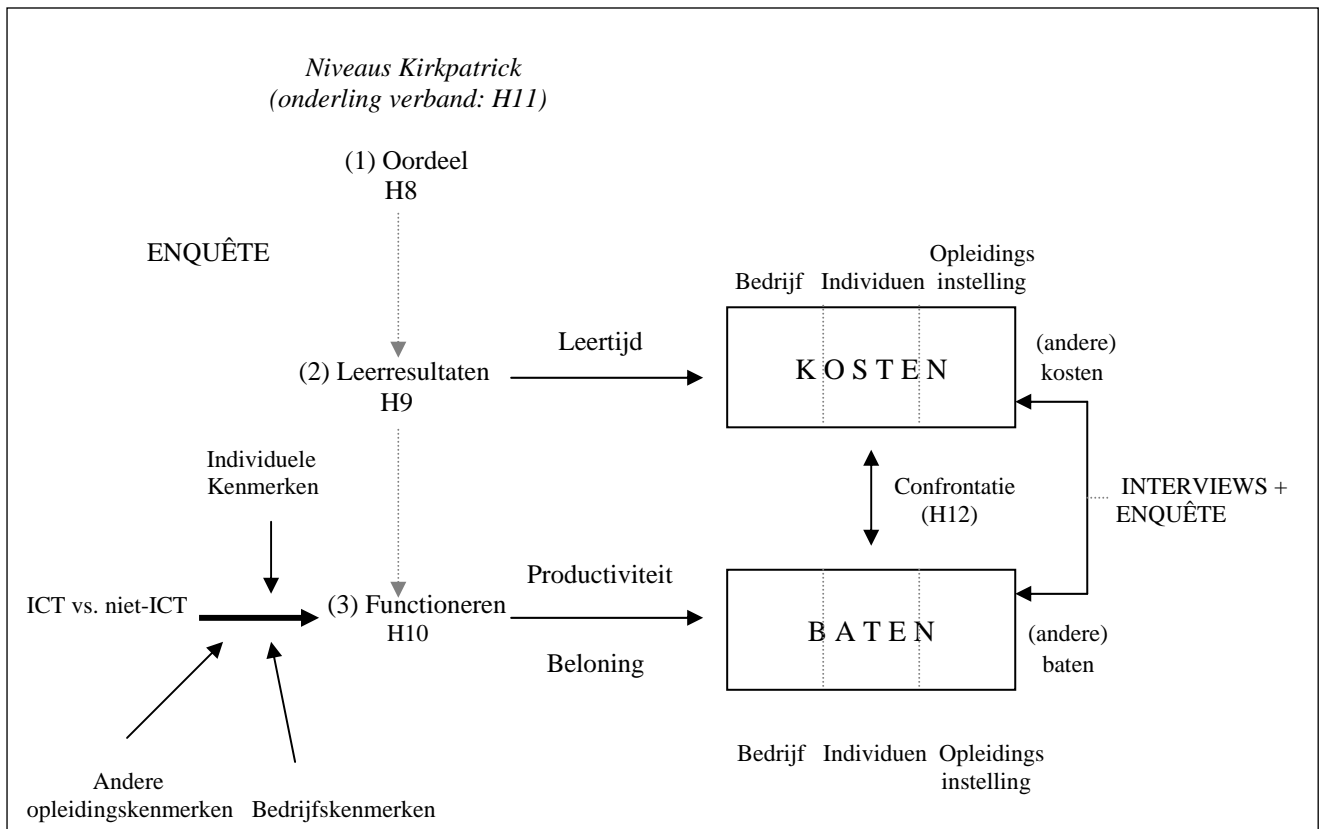 Niveaus Kirkpatrick
(onderling verband: H11)
(1) Oordeel
H8
ENQUÊTE
Opleidings
Bedrijf Individuen instelling
Leertijd
(2) Leerresultaten
H9
K O S T E N
(andere)
kosten
Individuele
Kenmerken
Confrontatie
(H12)
INTERVIEWS +
ENQUÊTE
Productiviteit
ICT vs. niet-ICT
(3) Functioneren
H10
Beloning
B A T E N
(andere)
baten
Bedrijf Individuen Opleidings
instelling
Andere
opleidingskenmerken Bedrijfskenmerken